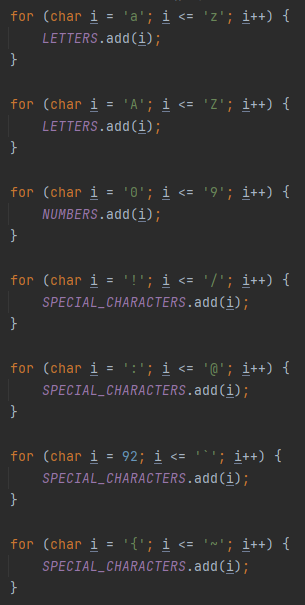 for (char i = 'a'; i <= 'z'; i++) {
    LETTERS.add(i);
}

for (char i = 'A'; i <= 'Z'; i++) {
    LETTERS.add(i);
}

for (char i = '0'; i <= '9'; i++) {
    NUMBERS.add(i);
}

for (char i = '!'; i <= '/'; i++) {
    SPECIAL_CHARACTERS.add(i);
}

for (char i = ':'; i <= '@'; i++) {
    SPECIAL_CHARACTERS.add(i);
}

for (char i = 92; i <= '`'; i++) {
    SPECIAL_CHARACTERS.add(i);
}

for (char i = '{'; i <= '~'; i++) {
    SPECIAL_CHARACTERS.add(i);
}